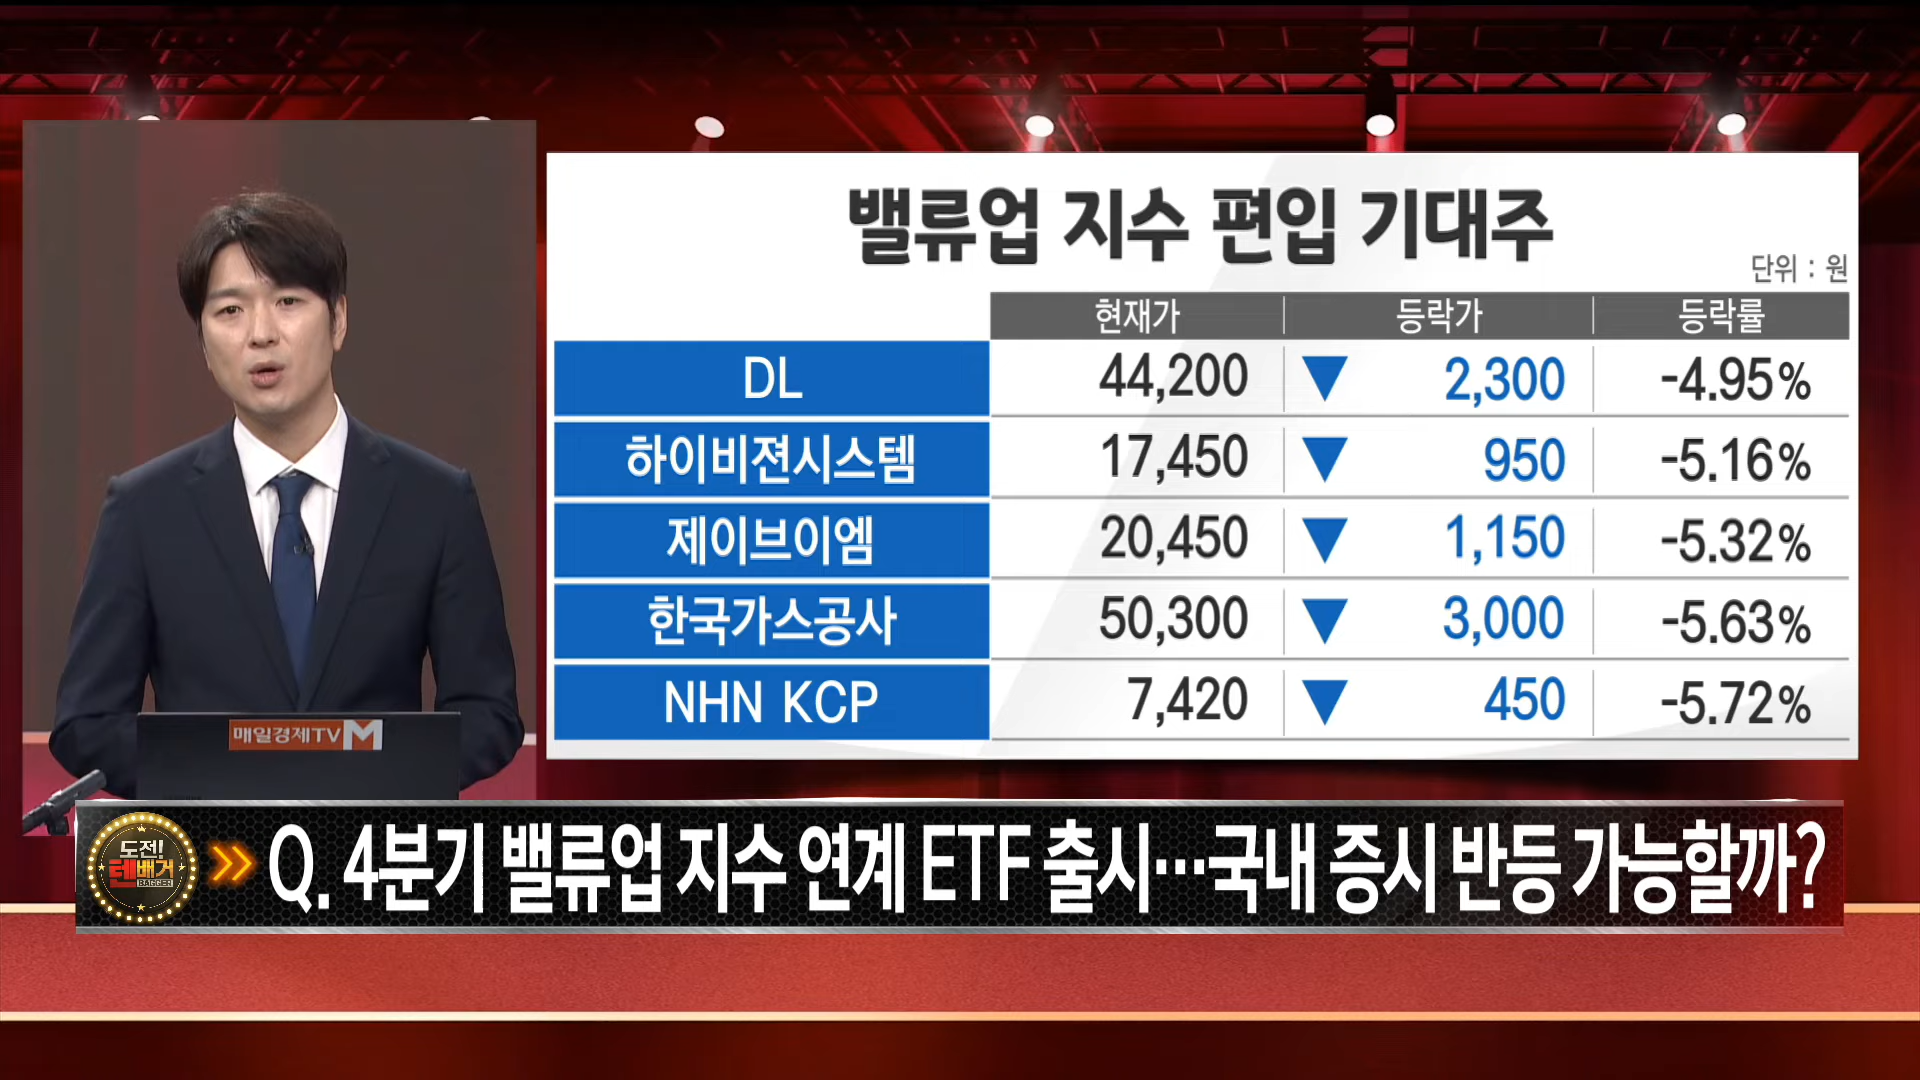 밸류업 지수 편입 기대주
단위 : 원
현재가 등락가 등락률
DL 44,200 ▼ 2,300 -4.95%
하이비젼시스템 17,450 ▼ 950 -5.16%
제이브이엠 20,450 ▼ 1,150 -5.32%
한국가스공사 50,300 ▼ 3,000 -5.63%
NHN KCP 7,420 ▼ 450 -5.72%
매일경제TV M
도전!
텐배거
BAGGER
Q. 4분기 밸류업 지수 연계 ETF 출시…국내 증시 반등 가능할까?